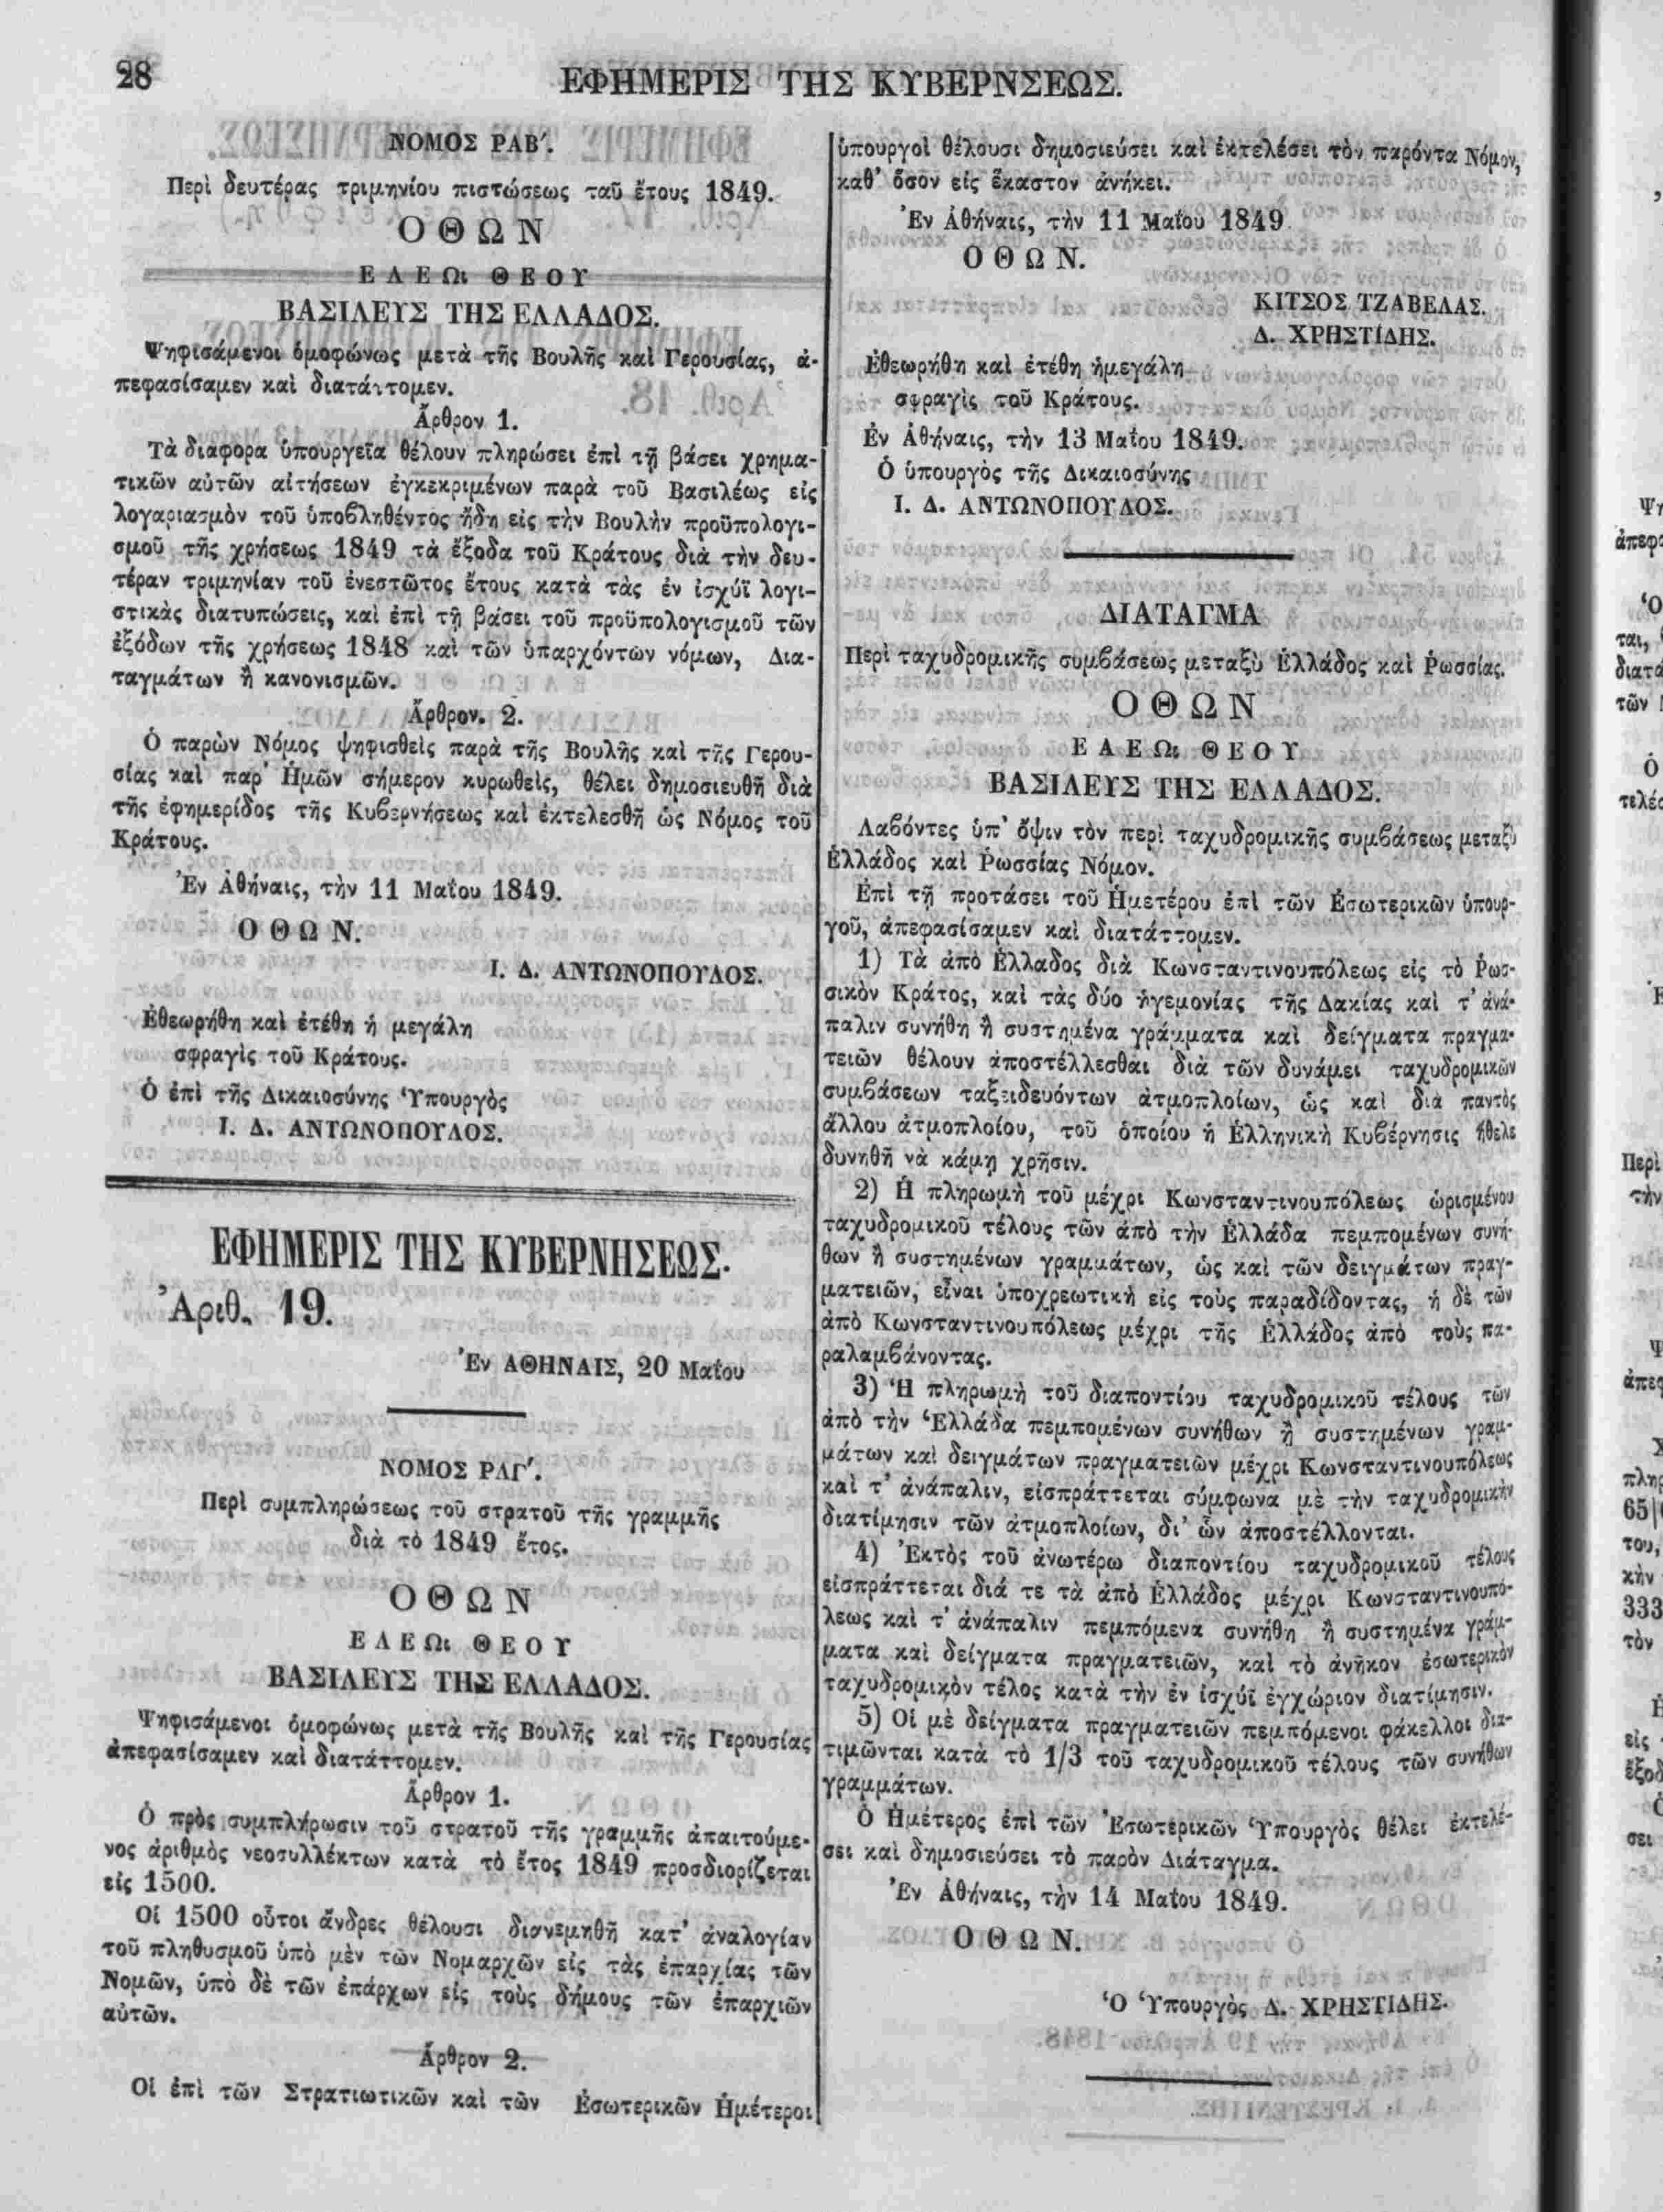 28
ΕΦΗΜΕΡΙΣ ΤΗΣ ΚΥΒΕΡΝΣΕΩΣ.
ΝΟΜΟΣ ΡΛΒ΄.
Περὶ δευτέρας τριμηνίου πιστώσεως ταῦ ἔτους 1849.
ΟΘΩΝ
ΕΛΕΩι ΘΕΟΥ
ΒΑΣΙΛΕΥΣ ΤΗΣ ΕΛΛΑΔΟΣ.
Ψηφισάμενοι ὁμοφώνως μετὰ τῆς Βουλῆς καὶ Γερουσίας, ἀ-
πεφασίσαμεν καὶ διατάττομεν.
Ἄρθρον 1.
Τὰ διαφορα ὑπουργεῖα θέλουν πληρώσει ἐπὶ τῇ βάσει χρημα-
τικῶν αὐτῶν αἰτήσεων ἐγκεκριμένων παρὰ τοῦ Βασιλέως εἰς
λογαριασμὸν τοῦ ὑποβληθέντος ἤδη εἰς τὴν Βουλὴν προϋπολογι-
σμοῦ τῆς χρήσεως 1849 τὰ ἔξοδα τοῦ Κράτους διὰ τὴν δευ-
τέραν τριμηνίαν τοῦ ἐνεστῶτος ἔτους κατὰ τὰς ἐν ἰσχύϊ λογι-
στικὰς διατυπώσεις, καὶ ἐπὶ τῇ βάσει τοῦ προϋπολογισμοῦ τῶν
ἐξόδων τῆς χρήσεως 1848 καὶ τῶν ὑπαρχόντων νόμων, Δια-
ταγμάτων ἢ κανονισμῶν.
Ἄρθρον. 2.
Ὁ παρὼν Νόμος ψηφισθεὶς παρὰ τῆς Βουλῆς καὶ τῆς Γερου-
σίας καὶ παρ' Ἡμῶν σήμερον κυρωθεὶς, θέλει δημοσιευθῆ διὰ
τῆς ἐφημερίδος τῆς Κυβερνήσεως καὶ ἐκτελεσθῆ ὡς Νόμος τοῦ
Κράτους.
Ἐν Ἀθήναις, τὴν 11 Μαΐου 1849.
ΟΘΩΝ.
Ι. Δ. ΑΝΤΩΝΟΠΟΥΛΟΣ.
Ἐθεωρήθη καὶ ἐτέθη ἡ μεγάλη
σφραγὶς τοῦ Κράτους.
Ὁ ἐπὶ τῆς Δικαιοσύνης Ὑπουργὸς
Ι. Δ. ΑΝΤΩΝΟΠΟΥΛΟΣ.
ΕΦΗΜΕΡΙΣ ΤΗΣ ΚΥΒΕΡΝΗΣΕΩΣ.
Ἀριθ. 19.
Ἐν ΑΘΗΝΑΙΣ, 20 Μαΐου
ΝΟΜΟΣ ΡΛΓ΄.
Περὶ συμπληρώσεως τοῦ στρατοῦ τῆς γραμμῆς
διὰ τὸ 1849 ἔτος.
ΟΘΩΝ
ΕΛΕΩι ΘΕΟΥ
ΒΑΣΙΛΕΥΣ ΤΗΣ ΕΛΛΑΔΟΣ.
Ψηφισάμενοι ὁμοφώνως μετὰ τῆς Βουλῆς καὶ τῆς Γερουσίας
ἀπεφασίσαμεν καὶ διατάττομεν.
Ἄρθρον 1.
Ὁ πρὸς συμπλήρωσιν τοῦ στρατοῦ τῆς γραμμῆς ἀπαιτούμε-
νος ἀριθμὸς νεοσυλλέκτων κατὰ τὸ ἔτος 1849 προσδιορίζεται
εἰς 1500.
Οἱ 1500 οὗτοι ἄνδρες θέλουσι διανεμηθῆ κατ' ἀναλογίαν
τοῦ πληθυσμοῦ ὑπὸ μὲν τῶν Νομαρχῶν εἰς τὰς ἐπαρχίας τῶν
Νομῶν, ὑπὸ δὲ τῶν ἐπάρχων εἰς τοὺς δήμους τῶν ἐπαρχιῶν
αὐτῶν.
Ἄρθρον 2.
Οἱ ἐπὶ τῶν Στρατιωτικῶν καὶ τῶν Ἐσωτερικῶν Ἡμέτεροι
ὑπουργοὶ θέλουσι δημοσιεύσει καὶ ἐκτελέσει τὸν παρόντα Νόμον,
καθ' ὅσον εἰς ἕκαστον ἀνήκει.
Ἐν Ἀθήναις, τὴν 11 Μαΐου 1849
ΟΘΩΝ.
ΚΙΤΣΟΣ ΤΖΑΒΕΛΑΣ.
Δ. ΧΡΗΣΤΙΔΗΣ.
Ἐθεωρήθη καὶ ἐτέθη ἡμεγάλη
σφραγὶς τοῦ Κράτους.
Ἐν Ἀθήναις, τὴν 13 Μαΐου 1849.
Ὁ ὑπουργὸς τῆς Δικαιοσύνης
Ι. Δ. ΑΝΤΩΝΟΠΟΥΛΟΣ.
ΔΙΑΤΑΓΜΑ
Περὶ ταχυδρομικῆς συμβάσεως μεταξὺ Ἑλλάδος καὶ Ῥωσσίας.
ΟΘΩΝ
ΕΛΕΩι ΘΕΟΥ
ΒΑΣΙΛΕΥΣ ΤΗΣ ΕΛΛΑΔΟΣ.
Λαβόντες ὑπ' ὄψιν τὸν περὶ ταχυδρομικῆς συμβάσεως μεταξὺ
Ἑλλάδος καὶ Ῥωσσίας Νόμον.
Ἐπὶ τῇ προτάσει τοῦ Ἡμετέρου ἐπὶ τῶν Ἐσωτερικῶν ὑπουρ-
γοῦ, ἀπεφασίσαμεν καὶ διατάττομεν.
1) Τὰ ἀπὸ Ἑλλαδος διὰ Κωνσταντινουπόλεως εἰς τὸ Ῥωσ-
σικὸν Κράτος, καὶ τὰς δύο ἡγεμονίας τῆς Δακίας καὶ τ' ἀνά-
παλιν συνήθη ἢ συστημένα γράμματα καὶ δείγματα πραγμα-
τειῶν θέλουν ἀποστέλλεσθαι διὰ τῶν δυνάμει ταχυδρομικῶν
συμβάσεων ταξειδευόντων ἀτμοπλοίων, ὡς καὶ διὰ παντὸς
ἄλλου ἀτμοπλοίου, τοῦ ὁποίου ἡ Ἑλληνικὴ Κυβέρνησις ἤθελε
δυνηθῆ νὰ κάμῃ χρῆσιν.
2) Ἡ πληρωμὴ τοῦ μέχρι Κωνσταντινουπόλεως ὡρισμένου
ταχυδρομικοῦ τέλους τῶν ἀπὸ τὴν Ἑλλάδα πεμπομένων συνή-
θων ἢ συστημένων γραμμάτων, ὡς καὶ τῶν δειγμάτων πραγ-
ματειῶν, εἶναι ὑποχρεωτικὴ εἰς τοὺς παραδίδοντας, ἡ δὲ τῶν
ἀπὸ Κωνσταντινουπόλεως μέχρι τῆς Ἑλλάδος ἀπὸ τοὺς πα-
ραλαμβάνοντας.
3) Ἡ πληρωμὴ τοῦ διαποντίου ταχυδρομικοῦ τέλους τῶν
ἀπὸ τὴν Ἑλλάδα πεμπομένων συνήθων ἢ συστημένων γραμ-
μάτων καὶ δειγμάτων πραγματειῶν μέχρι Κωνσταντινουπόλεως
καὶ τ' ἀνάπαλιν, εἰσπράττεται σύμφωνα μὲ τὴν ταχυδρομικὴν
διατίμησιν τῶν ἀτμοπλοίων, δι' ὧν ἀποστέλλονται.
4) Ἐκτὸς τοῦ ἀνωτέρω διαποντίου ταχυδρομικοῦ τέλους
εἰσπράττεται διά τε τὰ ἀπὸ Ἑλλάδος μέχρι Κωνσταντινουπό-
λεως καὶ τ' ἀνάπαλιν πεμπόμενα συνήθη ἢ συστημένα γράμ-
ματα καὶ δείγματα πραγματειῶν, καὶ τὸ ἀνῆκον ἐσωτερικὸν
ταχυδρομικὸν τέλος κατὰ τὴν ἐν ἰσχύϊ ἐγχώριον διατίμησιν.
5) Οἱ μὲ δείγματα πραγματειῶν πεμπόμενοι φάκελλοι δια-
τιμῶνται κατὰ τὸ 1/3 τοῦ ταχυδρομικοῦ τέλους τῶν συνήθων
γραμμάτων.
Ὁ Ἡμέτερος ἐπὶ τῶν Ἐσωτερικῶν Ὑπουργὸς θέλει ἐκτελέ-
σει καὶ δημοσιεύσει τὸ παρὸν Διάταγμα.
Ἐν Ἀθήναις, τὴν 14 Μαΐου 1849.
ΟΘΩΝ.
Ὁ Ὑπουργὸς Δ. ΧΡΗΣΤΙΔΗΣ.